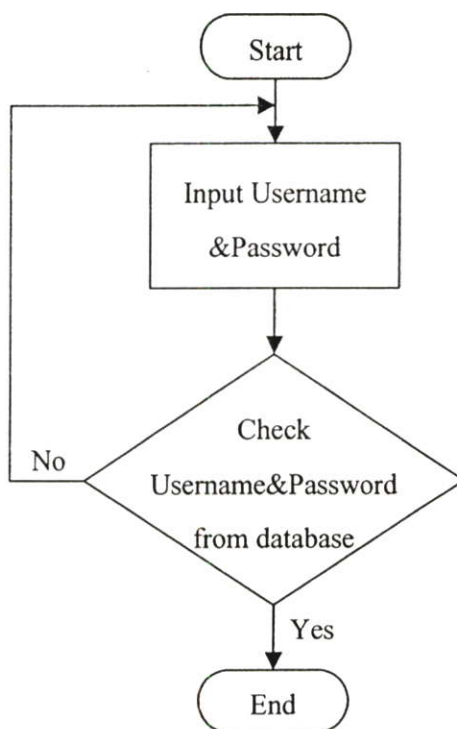 Start
Input Username
&Password
Check
Username&Password
from database
No
Yes
End